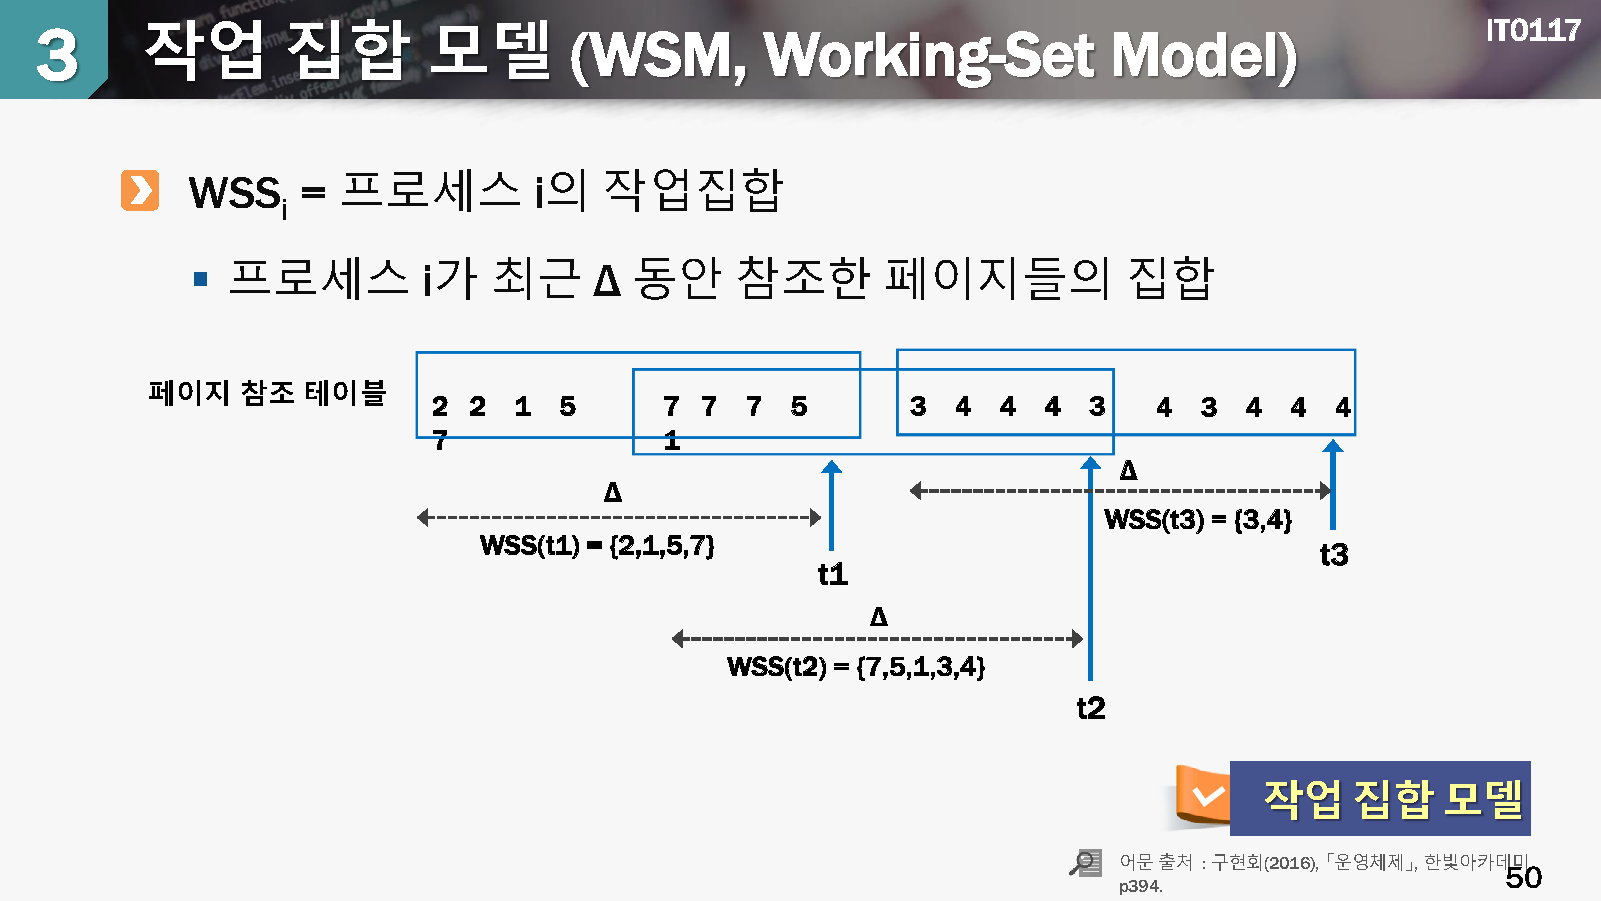 3 작업 집합 모델 (WSM, Working-Set Model)
IT0117
WSSi = 프로세스 i의 작업집합
프로세스 i가 최근 Δ 동안 참조한 페이지들의 집합
페이지 참조 테이블
2 2 1 5 7 7 7 5 3 4 4 4 3 4 3 4 4 4
7 1
Δ
WSS(t1) = {2,1,5,7}
t1
Δ
WSS(t3) = {3,4}
t3
Δ
WSS(t2) = {7,5,1,3,4}
t2
작업 집합 모델
어문 출처 : 구현회(2016), 「운영체제」, 한빛아카데미
p394.
50